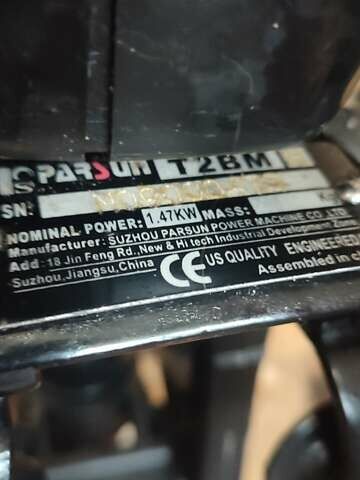 PARSUN T2BM
SN:
NOMINAL POWER: 1.47KW MASS:
Manufacturer: SUZHOU PARSUN POWER MACHINE CO.,LTD
Add: 18 Jin Feng Rd.,New & Hi tech Industrial Development
Suzhou,Jiangsu,China CE US QUALITY ENGINEERED
Assembled in